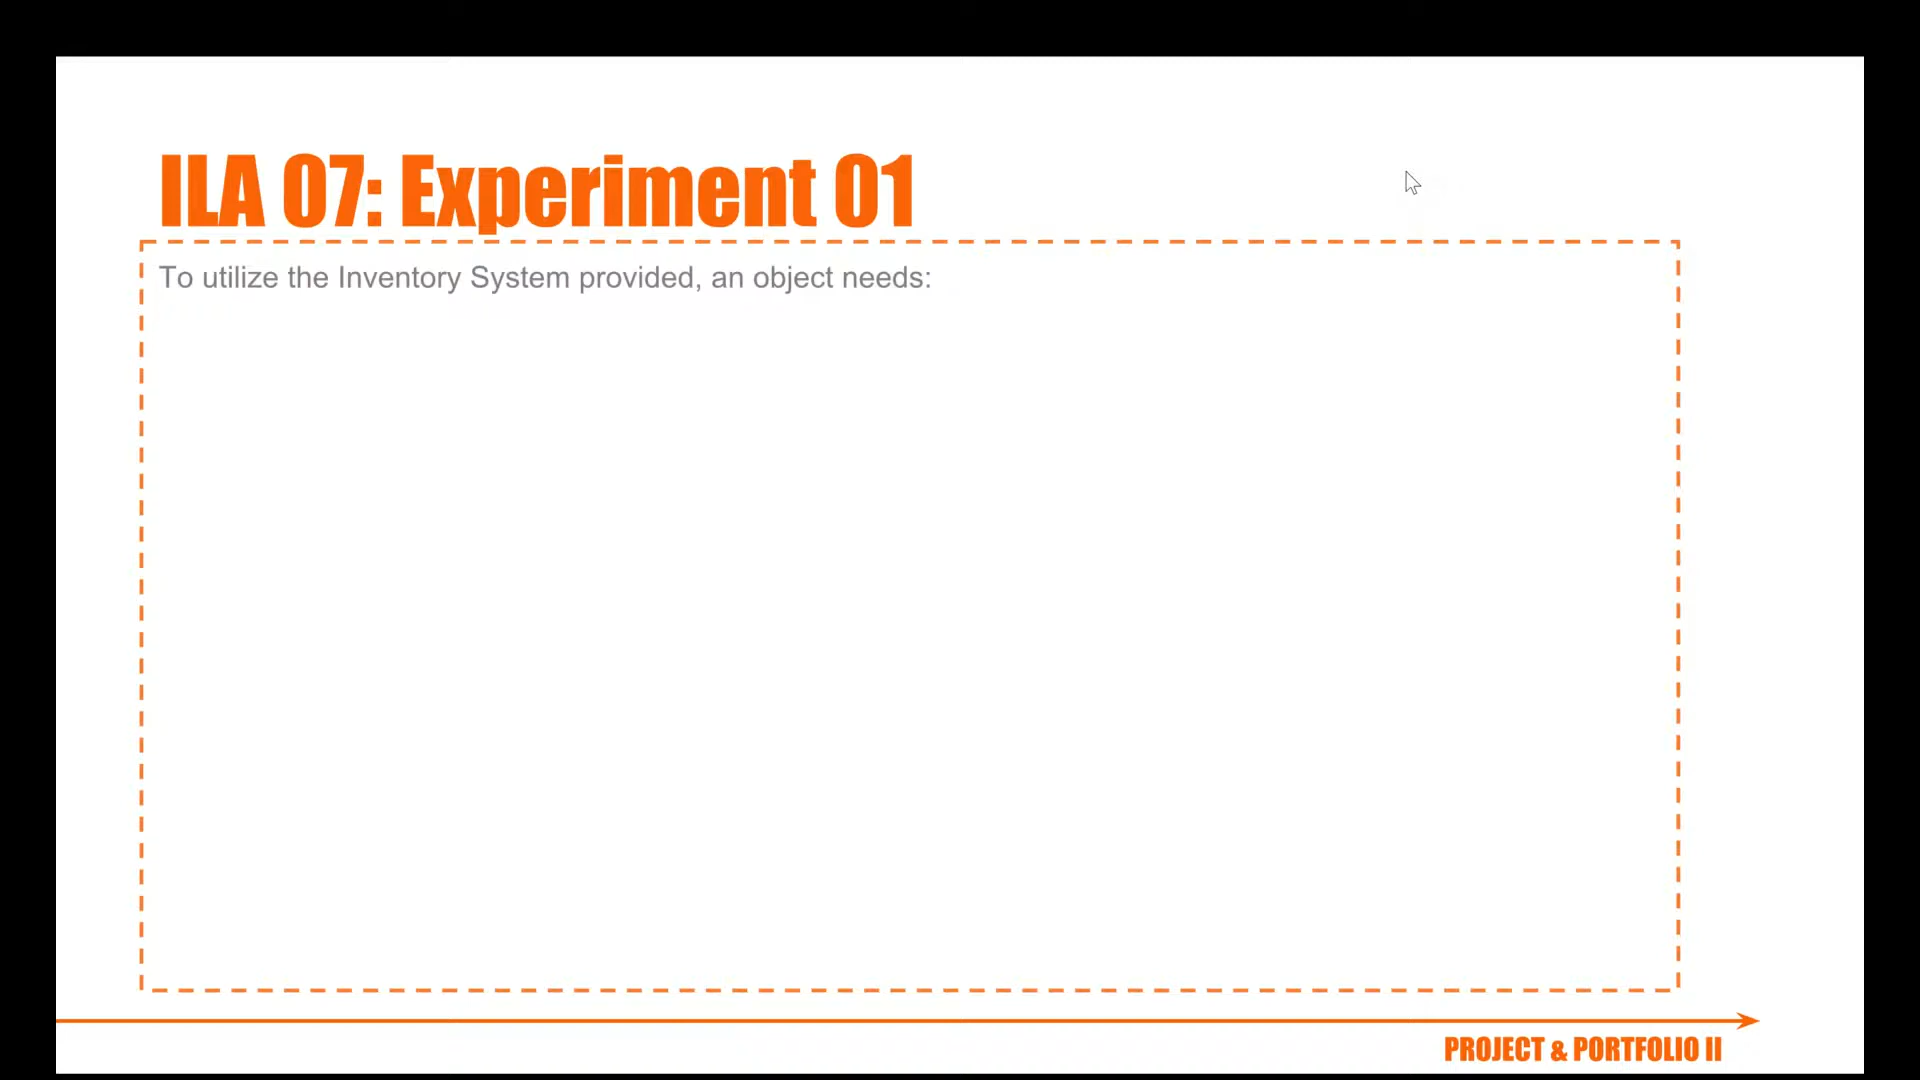 ILA 07: Experiment 01
To utilize the Inventory System provided, an object needs:
PROJECT & PORTFOLIO II